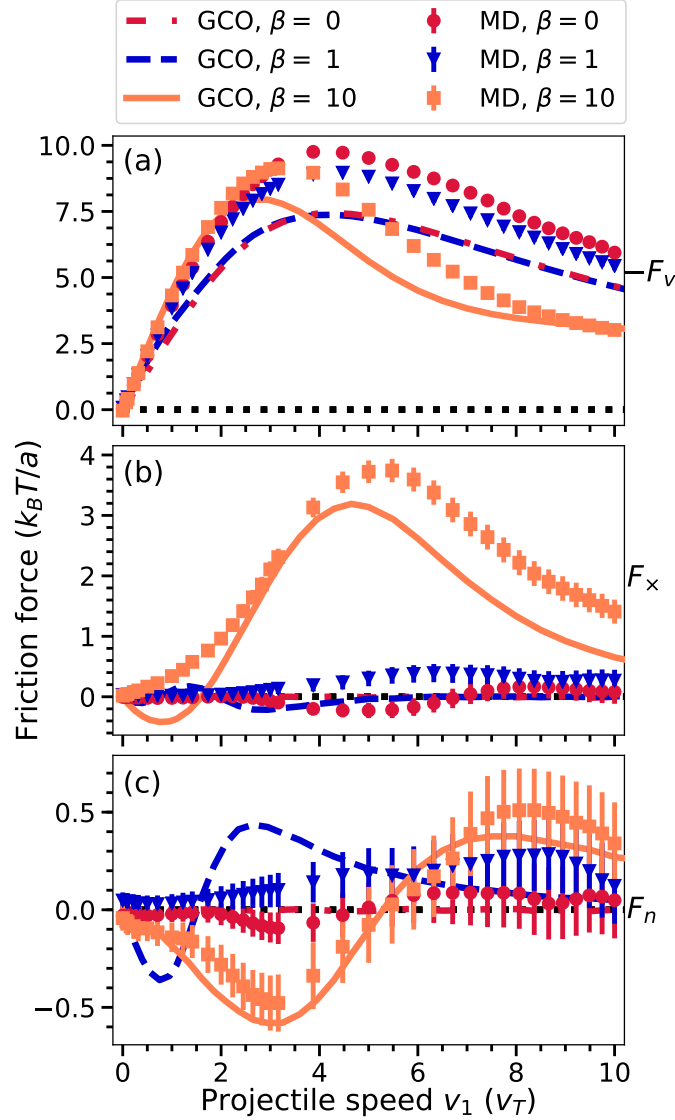 GCO, β = 0
GCO, β = 1
GCO, β = 10
MD, β = 0
MD, β = 1
MD, β = 10
Friction force (k_BT/a)
(a)
10.0
7.5
5.0
2.5
0.0
−F_v
(b)
4
3
2
1
0
F_×
(c)
0.5
0.0
−0.5
F_n
0 2 4 6 8 10
Projectile speed v_1 (v_T)